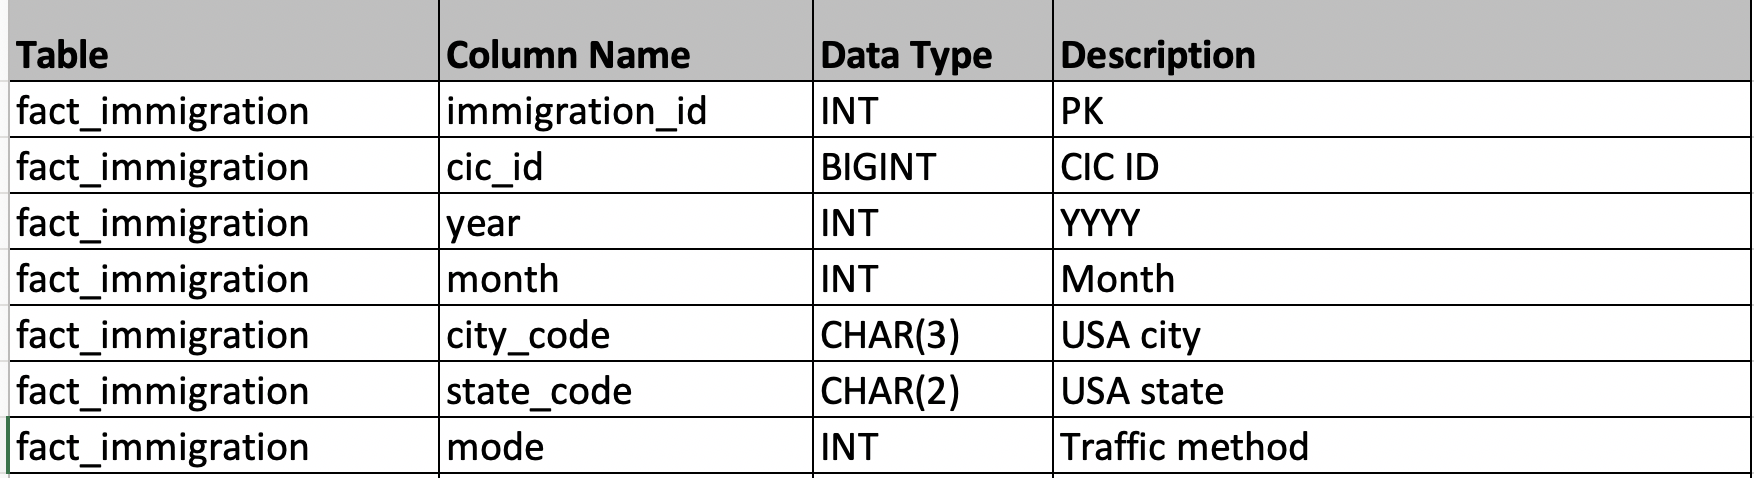 Table Column Name Data Type Description
fact_immigration immigration_id INT PK
fact_immigration cic_id BIGINT CIC ID
fact_immigration year INT YYYY
fact_immigration month INT Month
fact_immigration city_code CHAR(3) USA city
fact_immigration state_code CHAR(2) USA state
fact_immigration mode INT Traffic method